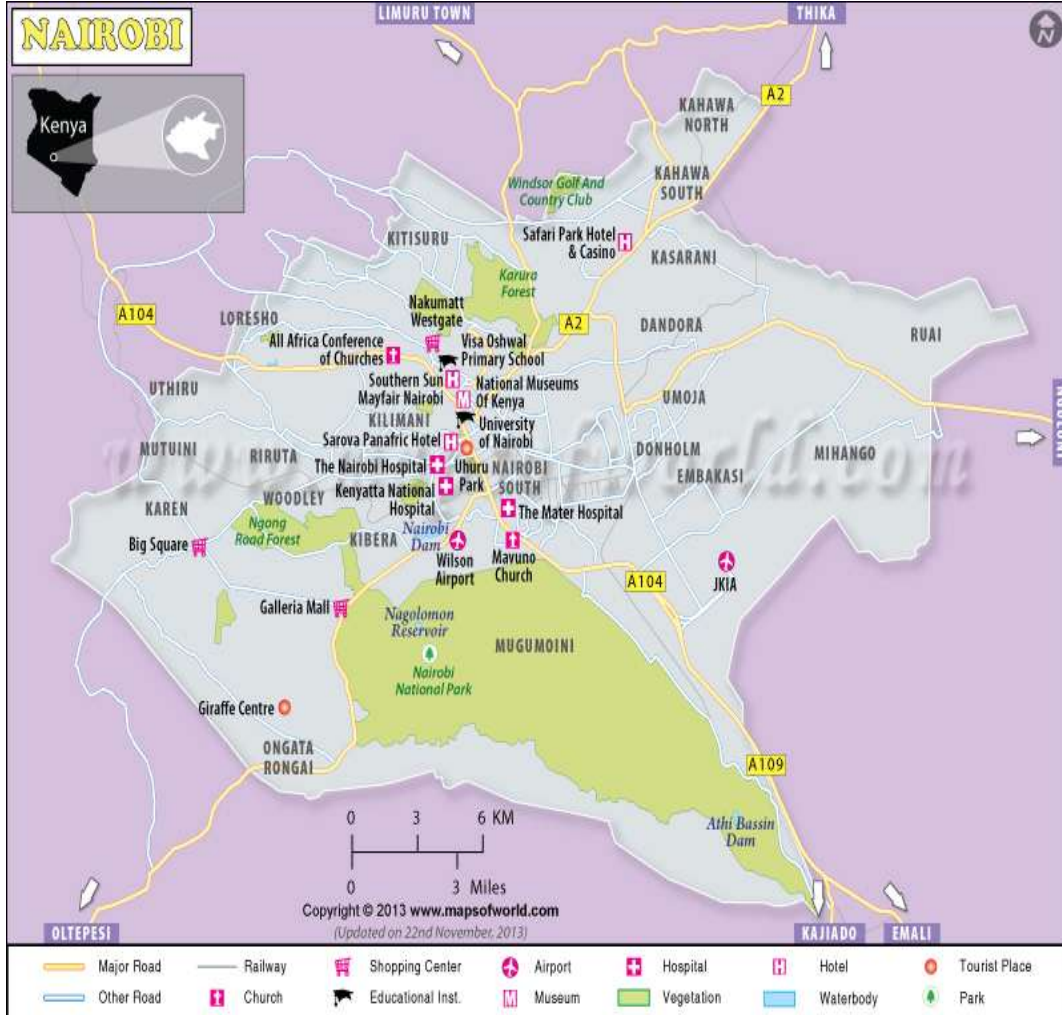 NAIROBI
LIMURU TOWN
THIKA
N
Kenya
A2
KAHAWA
NORTH
KAHAWA
SOUTH
Windsor Golf And
Country Club
Safari Park Hotel
& Casino
H
KITISURU
KASARANI
Karura
Forest
A104
LORESHO
Nakumatt
Westgate
A2
DANDORA
RUAI
All Africa Conference
of Churches
Visa Oshwal
Primary School
UTHIRU
Southern Sun
Mayfair Nairobi
H
M
National Museums
Of Kenya
UMOJA
KILIMANI
University
of Nairobi
MUTUINI
RIRUTA
Sarova Panafric Hotel
H
DONHOLM
MIHANGO
The Nairobi Hospital
Uhuru
Park
NAIROBI
SOUTH
EMBAKASI
WOODLEY
Kenyatta National
Hospital
KAREN
The Mater Hospital
Ngong
Road Forest
Nairobi
Dam
KIBERA
Big Square
Wilson
Airport
Mavuno
Church
JKIA
A104
Galleria Mall
Nagolomon
Reservoir
MUGUMOINI
Nairobi
National Park
Giraffe Centre
ONGATA
RONGAI
A109
Athi Bassin
Dam
0 3 6 KM
0 3 Miles
Copyright © 2013 www.mapsofworld.com
(Updated on 22nd November, 2013)
OLTEPESI
KAJIADO
EMALI
Major Road
Railway
Shopping Center
Airport
Hospital
H Hotel
Tourist Place
Other Road
Church
Educational Inst.
M Museum
Vegetation
Waterbody
Park